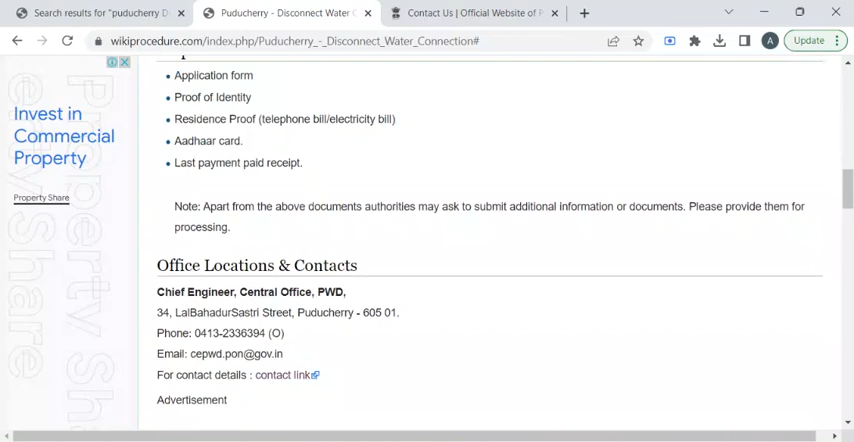 Search results for "puducherry D
Puducherry - Disconnect Water C
Contact Us | Official Website of P
wikiprocedure.com/index.php/Puducherry_-_Disconnect_Water_Connection#
A
Update
Invest in
Commercial
Property
Property Share
Property Share
• Application form
• Proof of Identity
• Residence Proof (telephone bill/electricity bill)
• Aadhaar card.
• Last payment paid receipt.
Note: Apart from the above documents authorities may ask to submit additional information or documents. Please provide them for
processing.
Office Locations & Contacts
Chief Engineer, Central Office, PWD,
34, LalBahadurSastri Street, Puducherry - 605 01.
Phone: 0413-2336394 (O)
Email: cepwd.pon@gov.in
For contact details : contact link
Advertisement